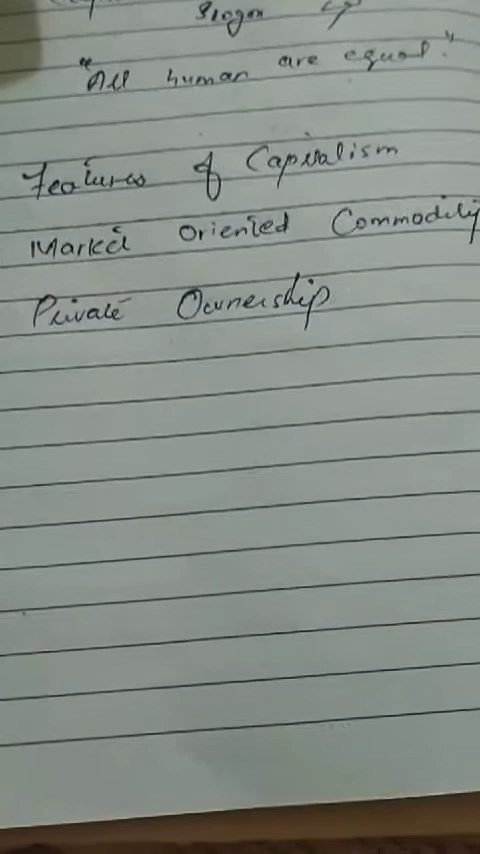 Slogan
"All human are equal."
Features of Capitalism
Market oriented Commodity
Private Ownership